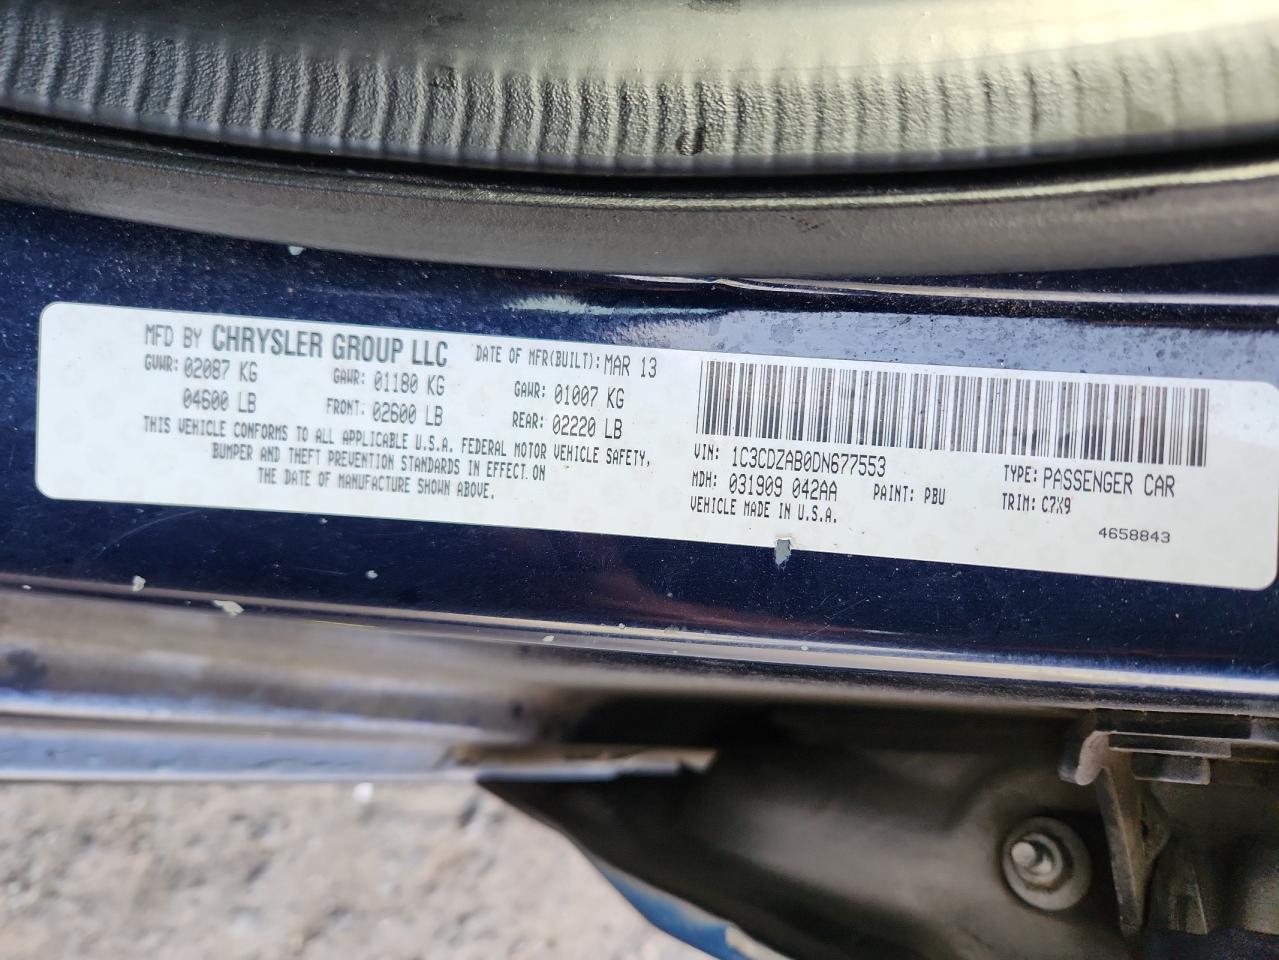 MFD BY CHRYSLER GROUP LLC DATE OF MFR(BUILT): MAR 13
GVWR: 02087 KG GAWR: 01180 KG GAWR: 01007 KG
04600 LB FRONT: 02600 LB REAR: 02220 LB
THIS VEHICLE CONFORMS TO ALL APPLICABLE U.S.A. FEDERAL MOTOR VEHICLE SAFETY,
BUMPER AND THEFT PREVENTION STANDARDS IN EFFECT ON
THE DATE OF MANUFACTURE SHOWN ABOVE.
VIN: 1C3CDZAB0DN677553 TYPE: PASSENGER CAR
MDH: 031909 042AA PAINT: PBU TRIM: C7X9
VEHICLE MADE IN U.S.A.
4658843